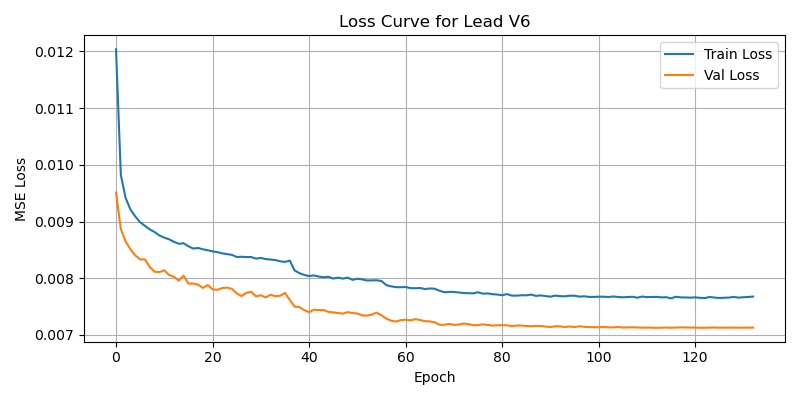 Loss Curve for Lead V6
Train Loss
Val Loss
MSE Loss
0.012
0.011
0.010
0.009
0.008
0.007
0 20 40 60 80 100 120
Epoch